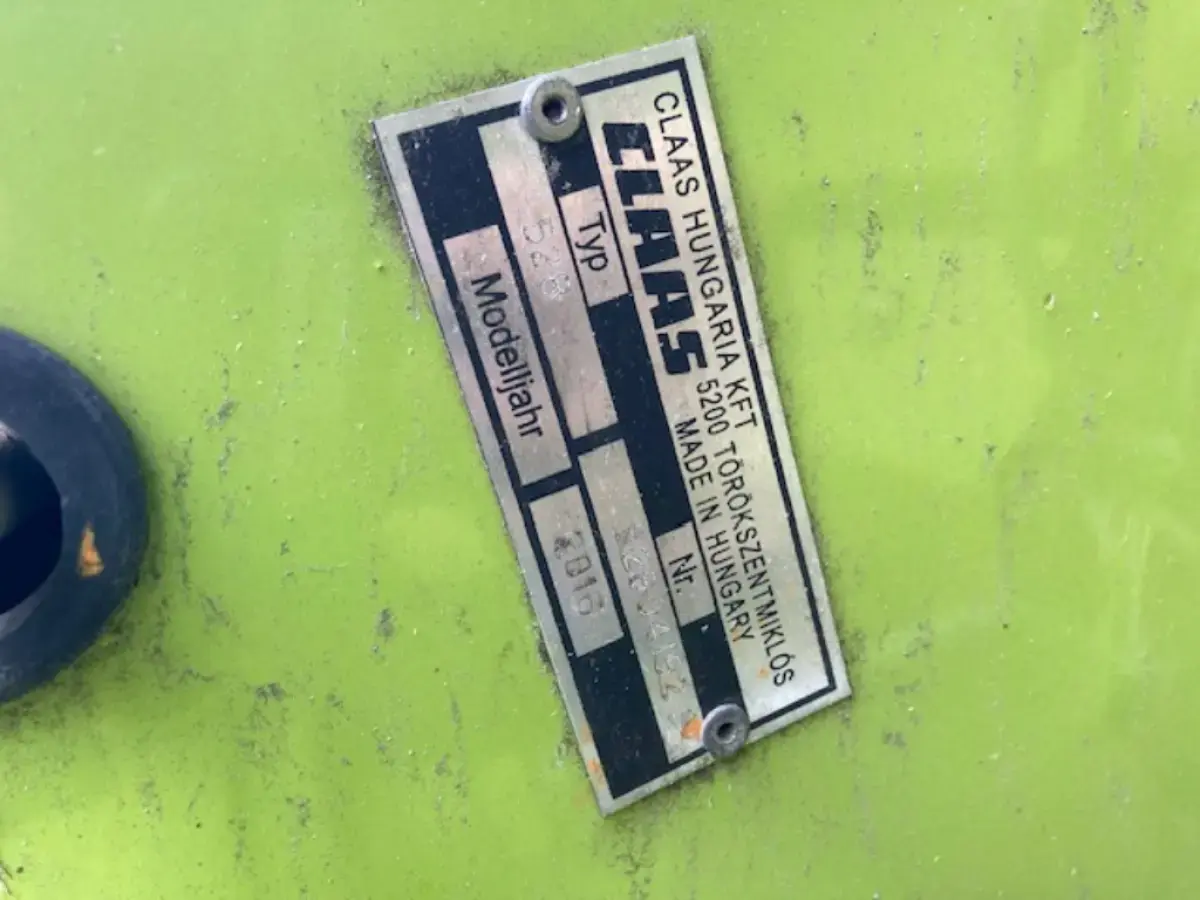 CLAAS HUNGARIA KFT
5200 TÖRÖKSZENTMIKLÓS
CLAAS
MADE IN HUNGARY
Typ
Nr.
Modelljahr
2016